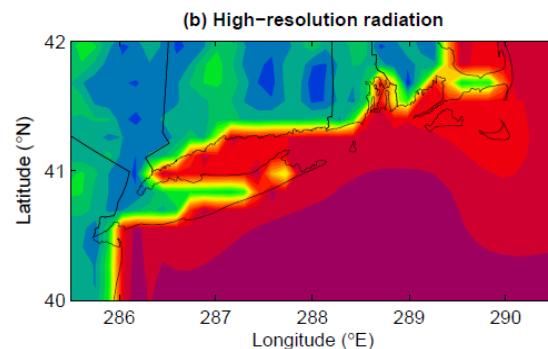 (b) High−resolution radiation
42
41
40
Latitude (°N)
286 287 288 289 290
Longitude (°E)